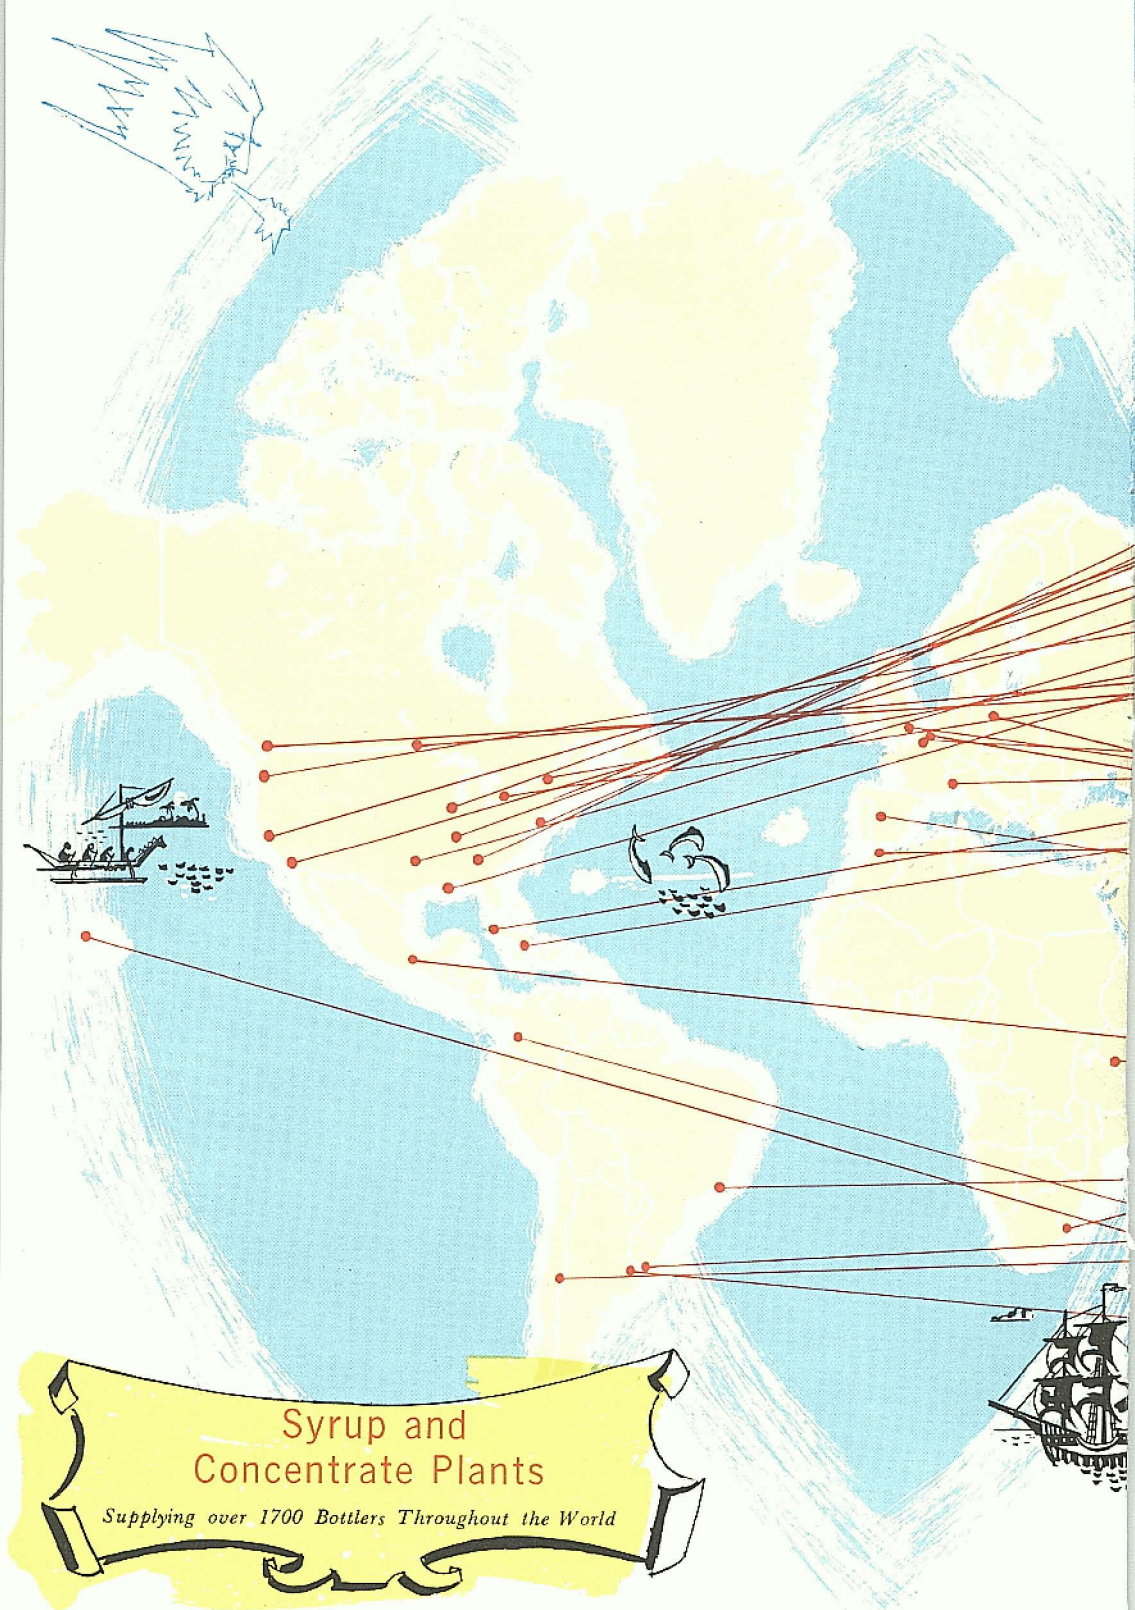 Syrup and
Concentrate Plants
Supplying over 1700 Bottlers Throughout the World